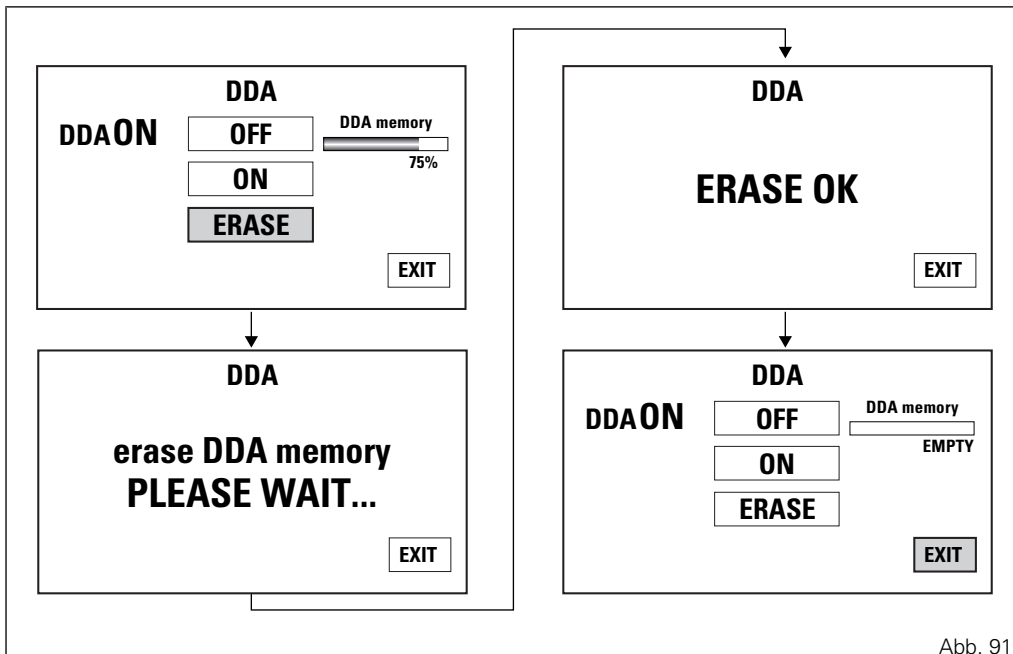 DDA
DDA ON
OFF
DDA memory
75%
ON
ERASE
EXIT
DDA
erase DDA memory
PLEASE WAIT...
EXIT
DDA
ERASE OK
EXIT
DDA
DDA ON
OFF
DDA memory
EMPTY
ON
ERASE
EXIT
Abb. 91